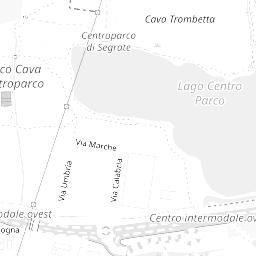 Cava Trombetta
Centroparco
di Segrate
co Cava
troparco
Lago Centro
Parco
Via Marche
Via Umbria
Via Calabria
odale ovest
Centro intermodale ov
ogna